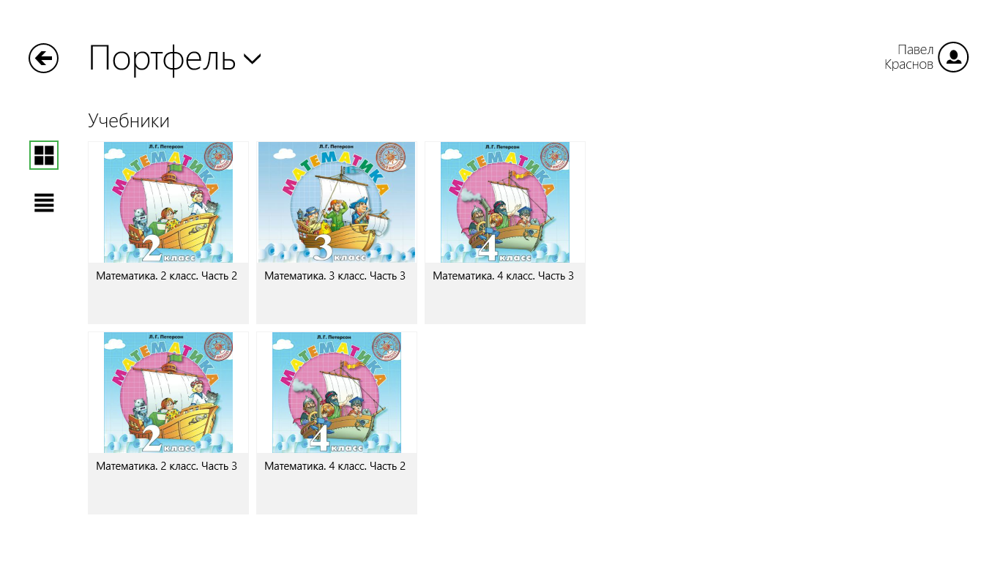 Портфель
Павел
Краснов
Учебники
Л. Г. Петерсон
МАТЕМАТИКА
2 класс
Математика. 2 класс. Часть 2
Л. Г. Петерсон
МАТЕМАТИКА
3 класс
Математика. 3 класс. Часть 3
Л. Г. Петерсон
МАТЕМАТИКА
4 класс
Математика. 4 класс. Часть 3
Л. Г. Петерсон
МАТЕМАТИКА
2 класс
Математика. 2 класс. Часть 3
Л. Г. Петерсон
МАТЕМАТИКА
4 класс
Математика. 4 класс. Часть 2